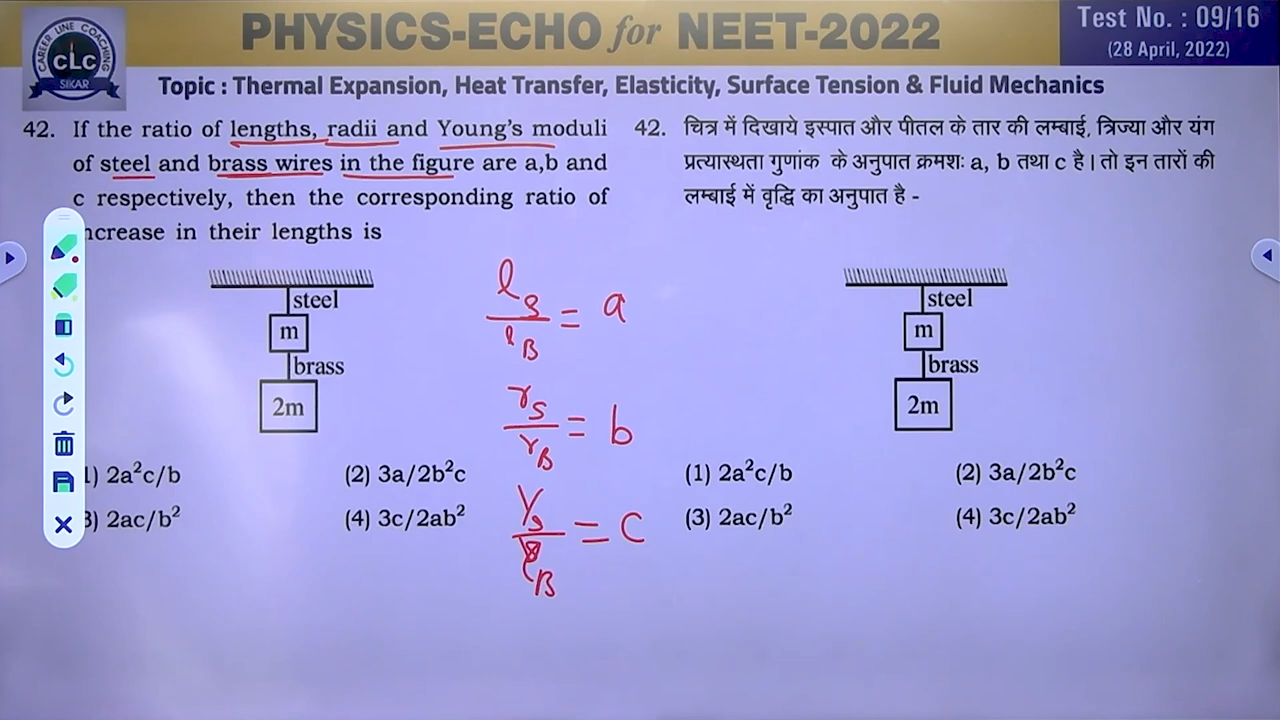 CAREER LINE COACHING
CLC
SIKAR
PHYSICS-ECHO for NEET-2022
Test No. : 09/16
(28 April, 2022)
Topic : Thermal Expansion, Heat Transfer, Elasticity, Surface Tension & Fluid Mechanics
42. If the ratio of lengths, radii and Young's moduli
of steel and brass wires in the figure are a,b and
c respectively, then the corresponding ratio of
ncrease in their lengths is
steel
m
brass
2m
1) 2a²c/b
(2) 3a/2b²c
3) 2ac/b²
(4) 3c/2ab²
l_S/l_B = a
r_S/r_B = b
Y_S/ B = C
42. चित्र में दिखाये इस्पात और पीतल के तार की लम्बाई, त्रिज्या और यंग
प्रत्यास्थता गुणांक के अनुपात क्रमशः a, b तथा c है। तो इन तारों की
लम्बाई में वृद्धि का अनुपात है -
steel
m
brass
2m
(1) 2a²c/b
(2) 3a/2b²c
(3) 2ac/b²
(4) 3c/2ab²